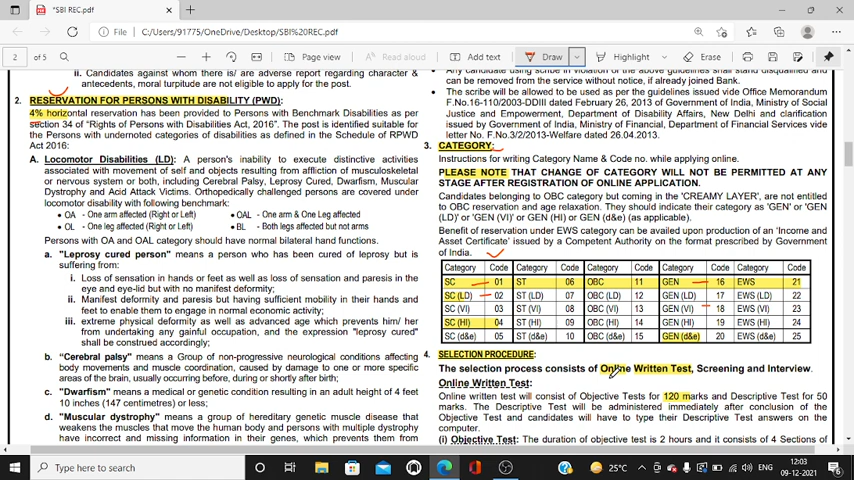 *SBI REC.pdf
File
C:/Users/91775/OneDrive/Desktop/SBI%20REC.pdf
2 of 5
Page view
Read aloud
Add text
Draw
Highlight
Erase
ii. Candidates against whom there is/ are adverse report regarding character &
antecedents, moral turpitude are not eligible to apply for the post.
2. RESERVATION FOR PERSONS WITH DISABILITY (PWD):
4% horizontal reservation has been provided to Persons with Benchmark Disabilities as per
section 34 of "Rights of Persons with Disabilities Act, 2016". The post is identified suitable for
the Persons with undernoted categories of disabilities as defined in the Schedule of RPWD
Act 2016:
A. Locomotor Disabilities (LD): A person's inability to execute distinctive activities
associated with movement of self and objects resulting from affliction of musculoskeletal
or nervous system or both, including Cerebral Palsy, Leprosy Cured, Dwarfism, Muscular
Dystrophy and Acid Attack Victims. Orthopedically challenged persons are covered under
locomotor disability with following benchmark:
• OA - One arm affected (Right or Left) • OAL - One arm & One Leg affected
• OL - One leg affected (Right or Left) • BL - Both legs affected but not arms
Persons with OA and OAL category should have normal bilateral hand functions.
a. "Leprosy cured person" means a person who has been cured of leprosy but is
suffering from:
i. Loss of sensation in hands or feet as well as loss of sensation and paresis in the
eye and eye-lid but with no manifest deformity;
ii. Manifest deformity and paresis but having sufficient mobility in their hands and
feet to enable them to engage in normal economic activity;
iii. extreme physical deformity as well as advanced age which prevents him/ her
from undertaking any gainful occupation, and the expression "leprosy cured"
shall be construed accordingly;
b. "Cerebral palsy" means a Group of non-progressive neurological conditions affecting
body movements and muscle coordination, caused by damage to one or more specific
areas of the brain, usually occurring before, during or shortly after birth;
c. "Dwarfism" means a medical or genetic condition resulting in an adult height of 4 feet
10 inches (147 centimetres) or less;
d. "Muscular dystrophy" means a group of hereditary genetic muscle disease that
weakens the muscles that move the human body and persons with multiple dystrophy
have incorrect and missing information in their genes, which prevents them from
Any candidate using scribe in violation of the above guidelines shall stand disqualified and
can be removed from the service without notice, if already joined Bank.
• The scribe will be allowed to be used as per the guidelines issued vide Office Memorandum
F.No.16-110/2003-DDIII dated February 26, 2013 of Government of India, Ministry of Social
Justice and Empowerment, Department of Disability Affairs, New Delhi and clarification
issued by Government of India, Ministry of Finance, Department of Financial Services vide
letter No. F.No.3/2/2013-Welfare dated 26.04.2013.
3. CATEGORY:
Instructions for writing Category Name & Code no. while applying online.
PLEASE NOTE THAT CHANGE OF CATEGORY WILL NOT BE PERMITTED AT ANY
STAGE AFTER REGISTRATION OF ONLINE APPLICATION.
Candidates belonging to OBC category but coming in the 'CREAMY LAYER', are not entitled
to OBC reservation and age relaxation. They should indicate their category as 'GEN' or 'GEN
(LD)' or 'GEN (VI)' or GEN (HI) or GEN (d&e) (as applicable).
Benefit of reservation under EWS category can be availed upon production of an 'Income and
Asset Certificate' issued by a Competent Authority on the format prescribed by Government
of India.
Category Code Category Code Category Code Category Code Category Code
SC 01 ST 06 OBC 11 GEN 16 EWS 21
SC (LD) 02 ST (LD) 07 OBC (LD) 12 GEN (LD) 17 EWS (LD) 22
SC (VI) 03 ST (VI) 08 OBC (VI) 13 GEN (VI) 18 EWS (VI) 23
SC (HI) 04 ST (HI) 09 OBC (HI) 14 GEN (HI) 19 EWS (HI) 24
SC (d&e) 05 ST (d&e) 10 OBC (d&e) 15 GEN (d&e) 20 EWS (d&e) 25
4. SELECTION PROCEDURE:
The selection process consists of Online Written Test, Screening and Interview.
Online Written Test:
Online written test will consist of Objective Tests for 120 marks and Descriptive Test for 50
marks. The Descriptive Test will be administered immediately after conclusion of the
Objective Test and candidates will have to type their Descriptive Test answers on the
computer.
(i) Objective Test: The duration of objective test is 2 hours and it consists of 4 Sections of
Type here to search
25°C
ENG
12:03
09-12-2021
6